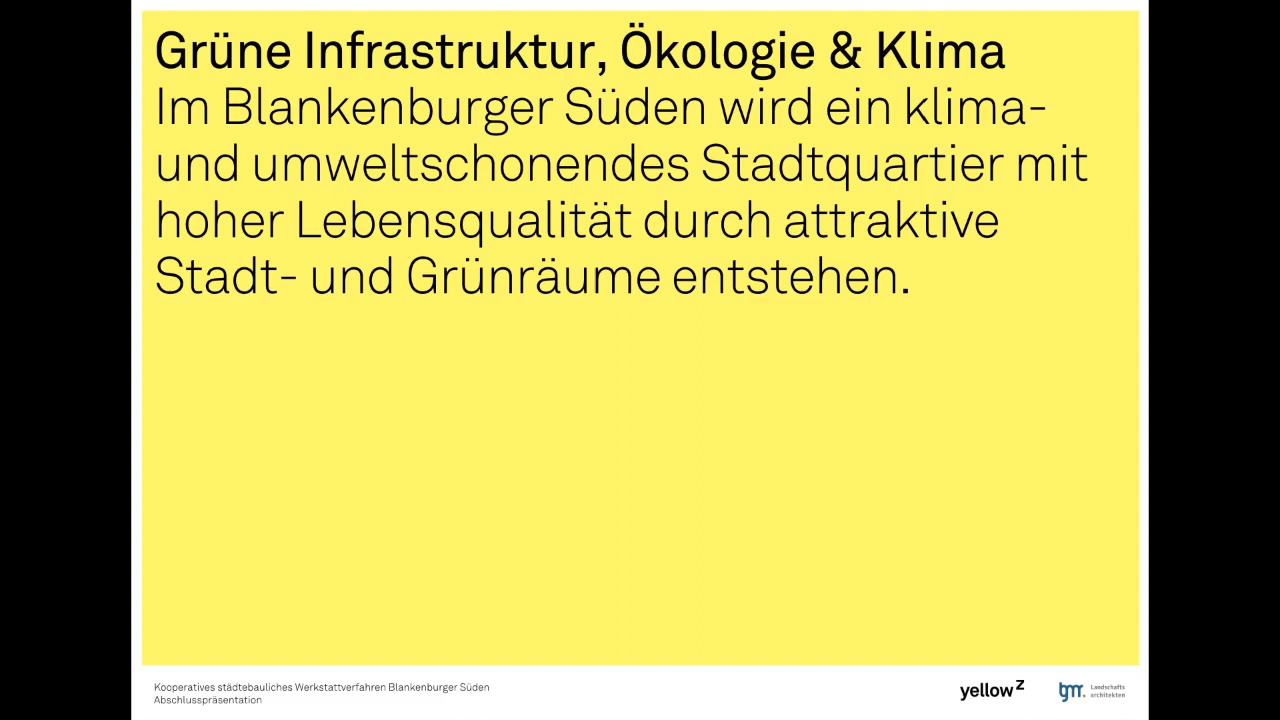 Grüne Infrastruktur, Ökologie & Klima
Im Blankenburger Süden wird ein klima-
und umweltschonendes Stadtquartier mit
hoher Lebensqualität durch attraktive
Stadt- und Grünräume entstehen.
Kooperatives städtebauliches Werkstattverfahren Blankenburger Süden
Abschlusspräsentation
yellow z
Landschafts
architekten